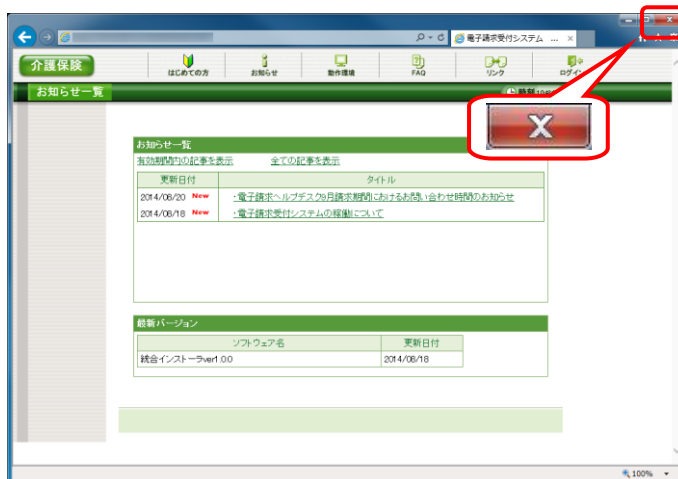 電子請求受付システム ... ×
介護保険
はじめての方 お知らせ 動作環境 FAQ リンク
お知らせ一覧
X
お知らせ一覧
有効期間内の記事を表示 全ての記事を表示
更新日付 タイトル
2014/08/20 New ・電子請求ヘルプデスク9月請求期間におけるお問い合わせ時間のお知らせ
2014/08/18 New ・電子請求受付システムの稼働について
最新バージョン
ソフトウェア名 更新日付
統合インストーラver1.0.0 2014/08/18
100%